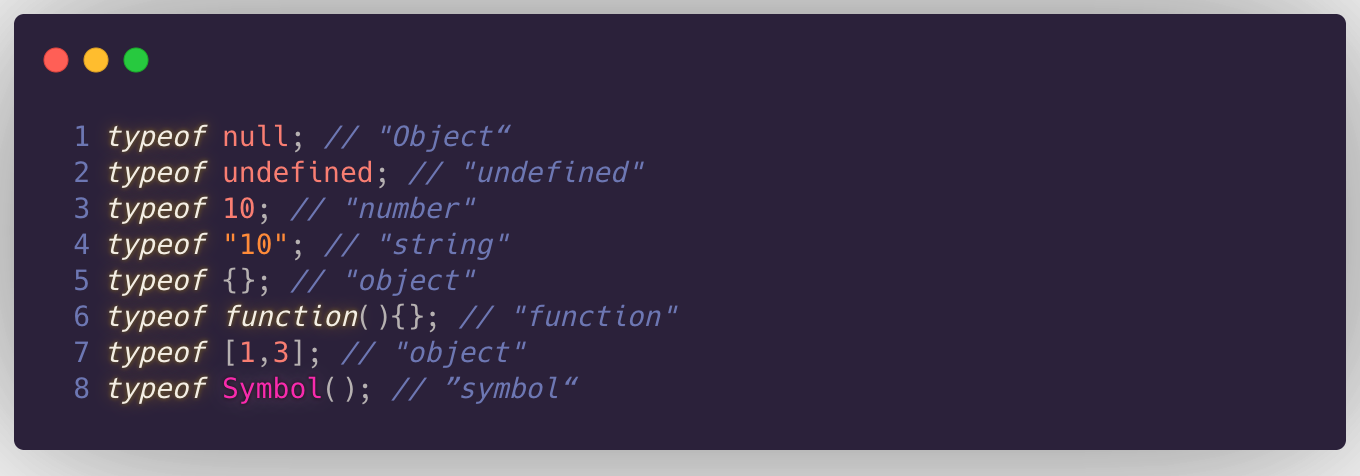 1 typeof null; // "Object“
2 typeof undefined; // "undefined"
3 typeof 10; // "number"
4 typeof "10"; // "string"
5 typeof {}; // "object"
6 typeof function(){}; // "function"
7 typeof [1,3]; // "object"
8 typeof Symbol(); // ”symbol“